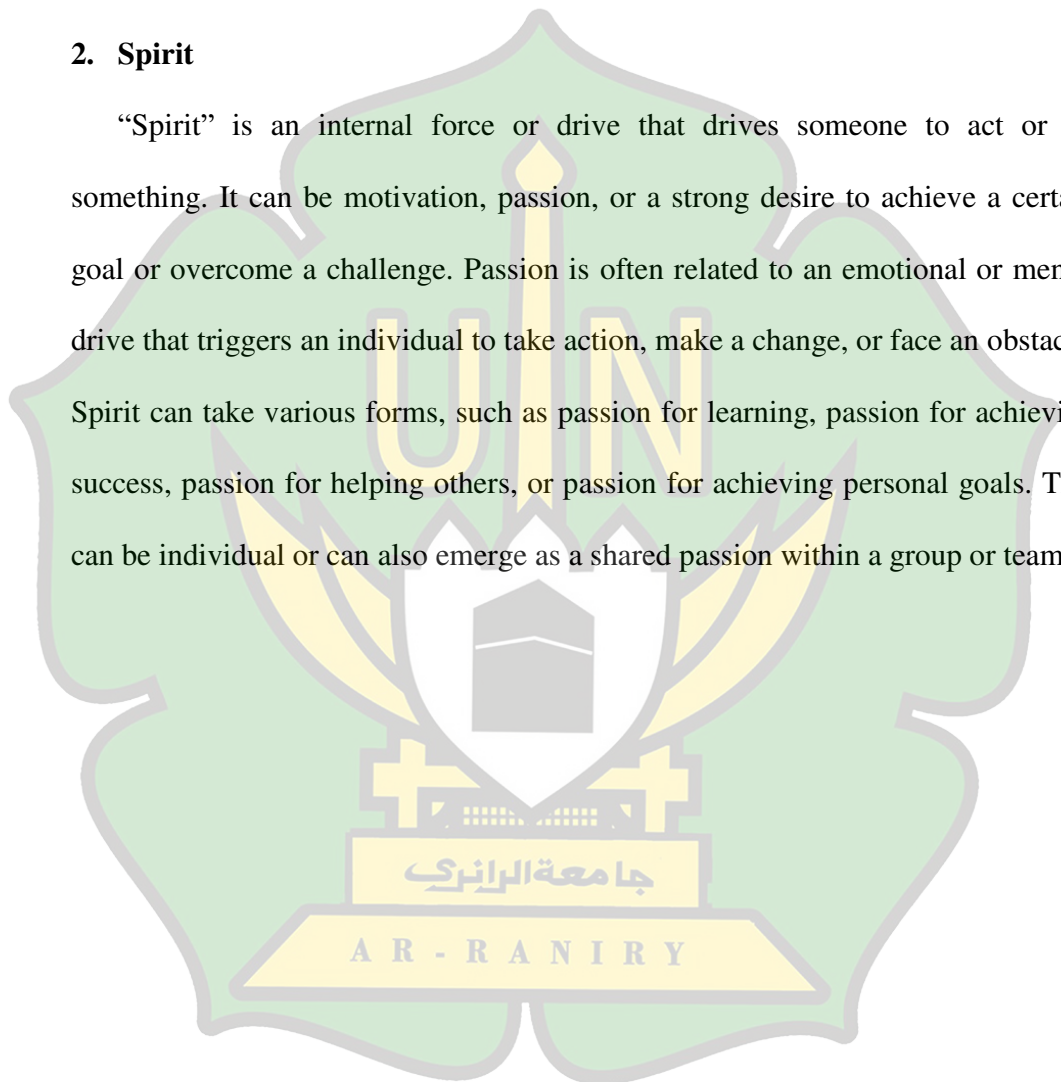 2. Spirit
“Spirit” is an internal force or drive that drives someone to act or
something. It can be motivation, passion, or a strong desire to achieve a certa
goal or overcome a challenge. Passion is often related to an emotional or men
drive that triggers an individual to take action, make a change, or face an obstac
Spirit can take various forms, such as passion for learning, passion for achievi
success, passion for helping others, or passion for achieving personal goals. T
can be individual or can also emerge as a shared passion within a group or team
UIN
جامعة الرانري
AR-RANIRY